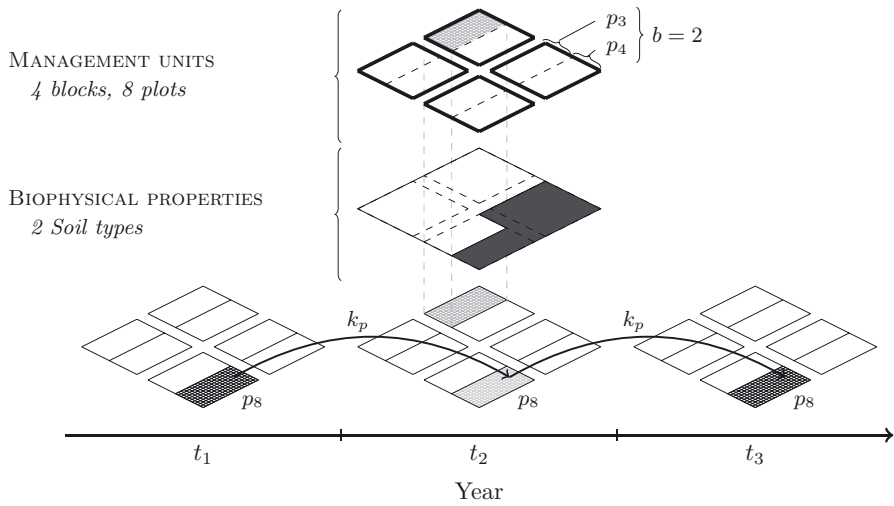 MANAGEMENT UNITS
4 blocks, 8 plots
p₃
p₄
b = 2
BIOPHYSICAL PROPERTIES
2 Soil types
kₚ
kₚ
p₈
p₈
p₈
t₁
t₂
t₃
Year